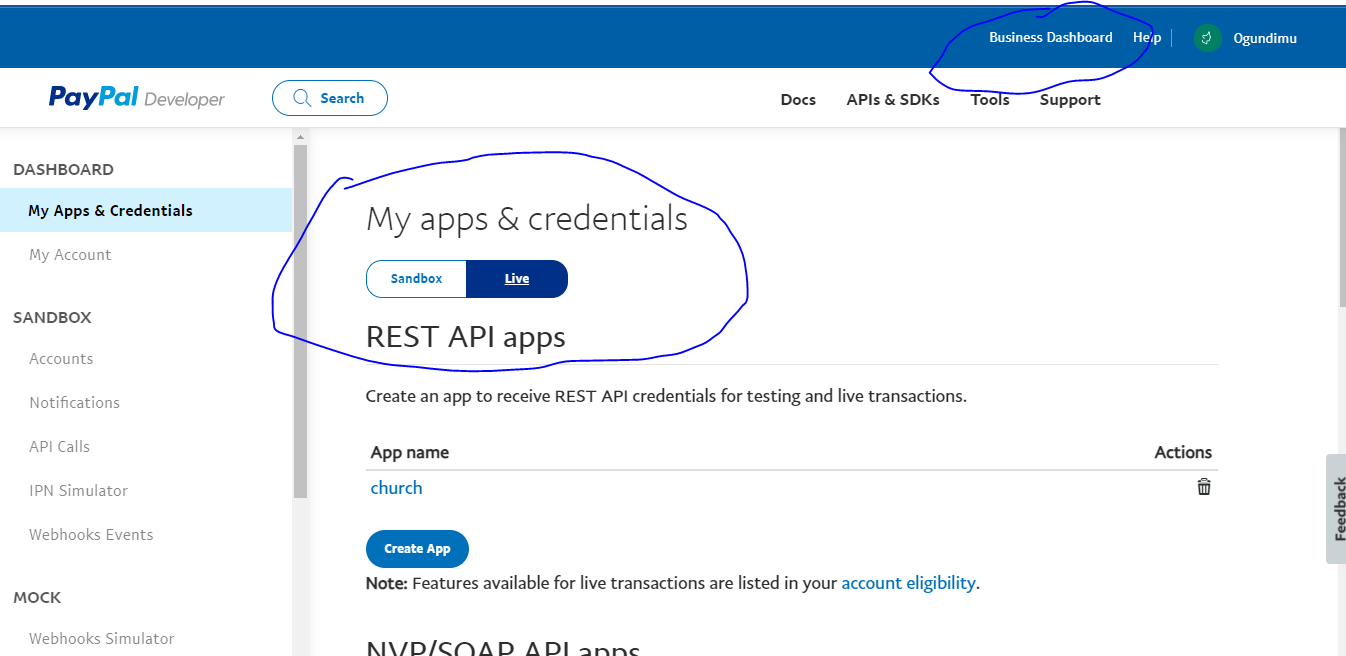 Business Dashboard Help Ogundimu
PayPal Developer Search Docs APIs & SDKs Tools Support
DASHBOARD
My Apps & Credentials
My Account
SANDBOX
Accounts
Notifications
API Calls
IPN Simulator
Webhooks Events
MOCK
Webhooks Simulator
My apps & credentials
Sandbox Live
REST API apps
Create an app to receive REST API credentials for testing and live transactions.
App name Actions
church
Create App
Note: Features available for live transactions are listed in your account eligibility.
NVP/SOAP API apps
Feedback